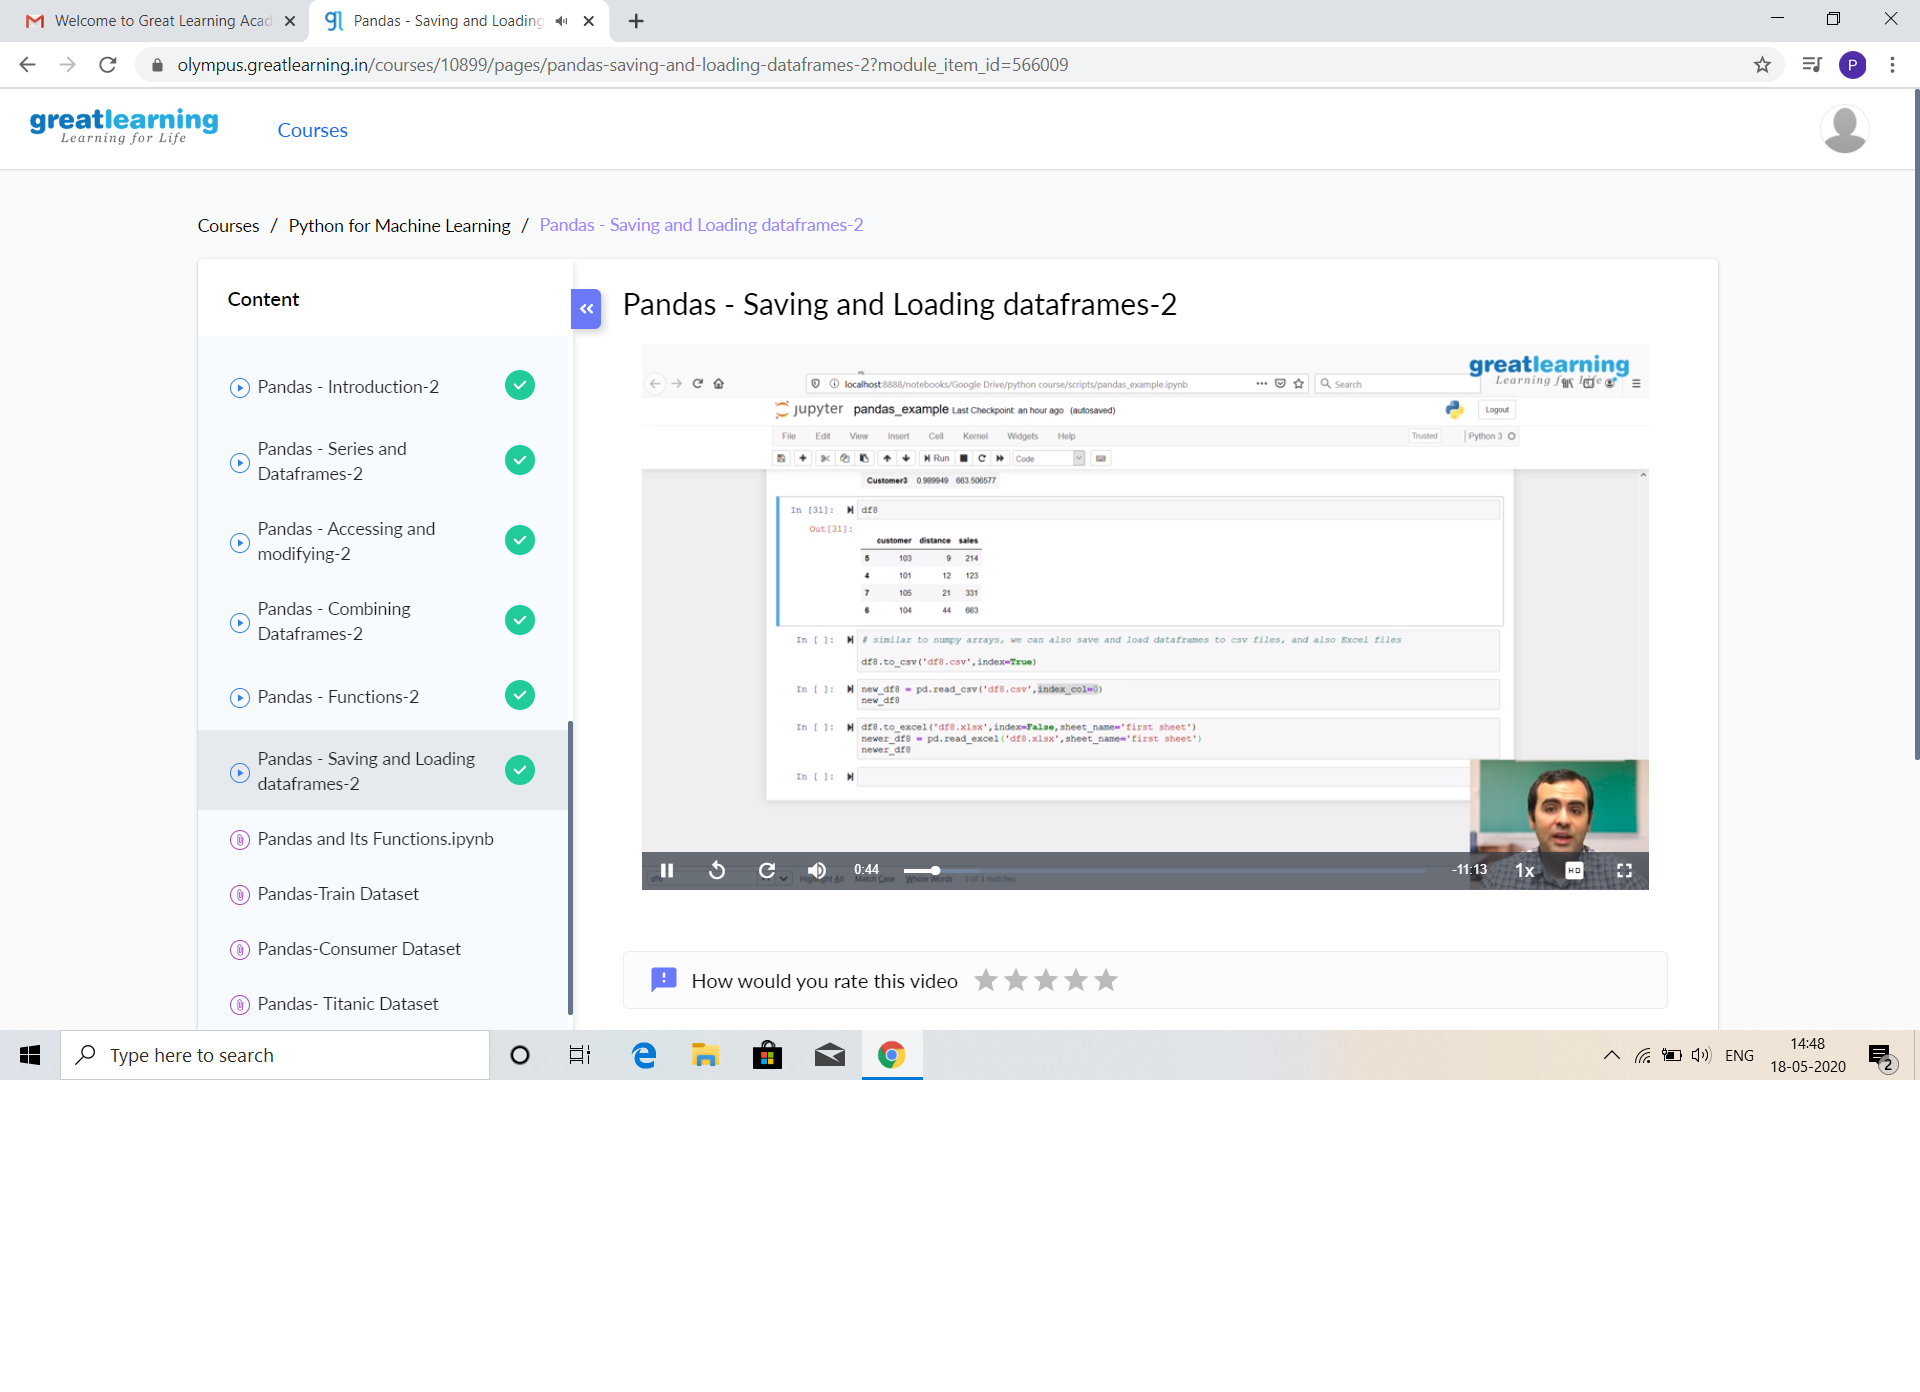 Welcome to Great Learning Acad
Pandas - Saving and Loading
olympus.greatlearning.in/courses/10899/pages/pandas-saving-and-loading-dataframes-2?module_item_id=566009
P
greatlearning
Learning for Life
Courses
Courses / Python for Machine Learning / Pandas - Saving and Loading dataframes-2
Content
Pandas - Introduction-2
Pandas - Series and
Dataframes-2
Pandas - Accessing and
modifying-2
Pandas - Combining
Dataframes-2
Pandas - Functions-2
Pandas - Saving and Loading
dataframes-2
Pandas and Its Functions.ipynb
Pandas-Train Dataset
Pandas-Consumer Dataset
Pandas- Titanic Dataset
Pandas - Saving and Loading dataframes-2
greatlearning
Learning for Life
localhost:8888/notebooks/Google Drive/python course/scripts/pandas_example.ipynb
Search
jupyter pandas_example Last Checkpoint: an hour ago (autosaved)
Logout
File Edit View Insert Cell Kernel Widgets Help
Trusted
Python 3
Run
Code
Customer3 0.989949 663.506577
In [31]: df8
Out[31]:
customer distance sales
5 103 9 214
4 101 12 123
7 105 21 331
6 104 44 663
In [ ]: # similar to numpy arrays, we can also save and load dataframes to csv files, and also Excel files
df8.to_csv('df8.csv',index=True)
In [ ]: new_df8 = pd.read_csv('df8.csv',index_col=0)
new_df8
In [ ]: df8.to_excel('df8.xlsx',index=False,sheet_name='first sheet')
newer_df8 = pd.read_excel('df8.xlsx',sheet_name='first sheet')
newer_df8
In [ ]:
0:44
-11:13
1x
HD
Highlight All Match Case Whole Words
How would you rate this video
Type here to search
ENG
14:48
18-05-2020
2